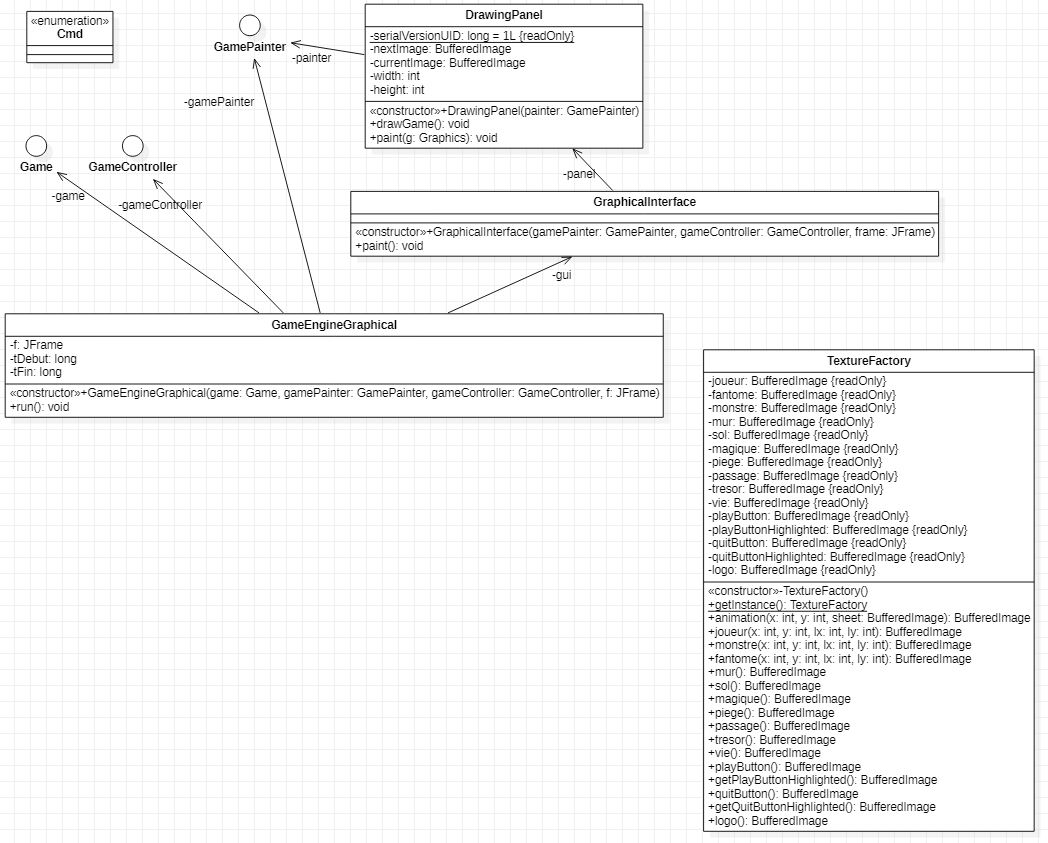 «enumeration»
Cmd
GamePainter
-painter
DrawingPanel
-serialVersionUID: long = 1L {readOnly}
-nextImage: BufferedImage
-currentImage: BufferedImage
-width: int
-height: int
«constructor»+DrawingPanel(painter: GamePainter)
+drawGame(): void
+paint(g: Graphics): void
-gamePainter
Game
GameController
-game
-gameController
-panel
GraphicalInterface
«constructor»+GraphicalInterface(gamePainter: GamePainter, gameController: GameController, frame: JFrame)
+paint(): void
-gui
GameEngineGraphical
-f: JFrame
-tDebut: long
-tFin: long
«constructor»+GameEngineGraphical(game: Game, gamePainter: GamePainter, gameController: GameController, f: JFrame)
+run(): void
TextureFactory
-joueur: BufferedImage {readOnly}
-fantome: BufferedImage {readOnly}
-monstre: BufferedImage {readOnly}
-mur: BufferedImage {readOnly}
-sol: BufferedImage {readOnly}
-magique: BufferedImage {readOnly}
-piege: BufferedImage {readOnly}
-passage: BufferedImage {readOnly}
-tresor: BufferedImage {readOnly}
-vie: BufferedImage {readOnly}
-playButton: BufferedImage {readOnly}
-playButtonHighlighted: BufferedImage {readOnly}
-quitButton: BufferedImage {readOnly}
-quitButtonHighlighted: BufferedImage {readOnly}
-logo: BufferedImage {readOnly}
«constructor»-TextureFactory()
+getInstance(): TextureFactory
+animation(x: int, y: int, sheet: BufferedImage): BufferedImage
+joueur(x: int, y: int, lx: int, ly: int): BufferedImage
+monstre(x: int, y: int, lx: int, ly: int): BufferedImage
+fantome(x: int, y: int, lx: int, ly: int): BufferedImage
+mur(): BufferedImage
+sol(): BufferedImage
+magique(): BufferedImage
+piege(): BufferedImage
+passage(): BufferedImage
+tresor(): BufferedImage
+vie(): BufferedImage
+playButton(): BufferedImage
+getPlayButtonHighlighted(): BufferedImage
+quitButton(): BufferedImage
+getQuitButtonHighlighted(): BufferedImage
+logo(): BufferedImage